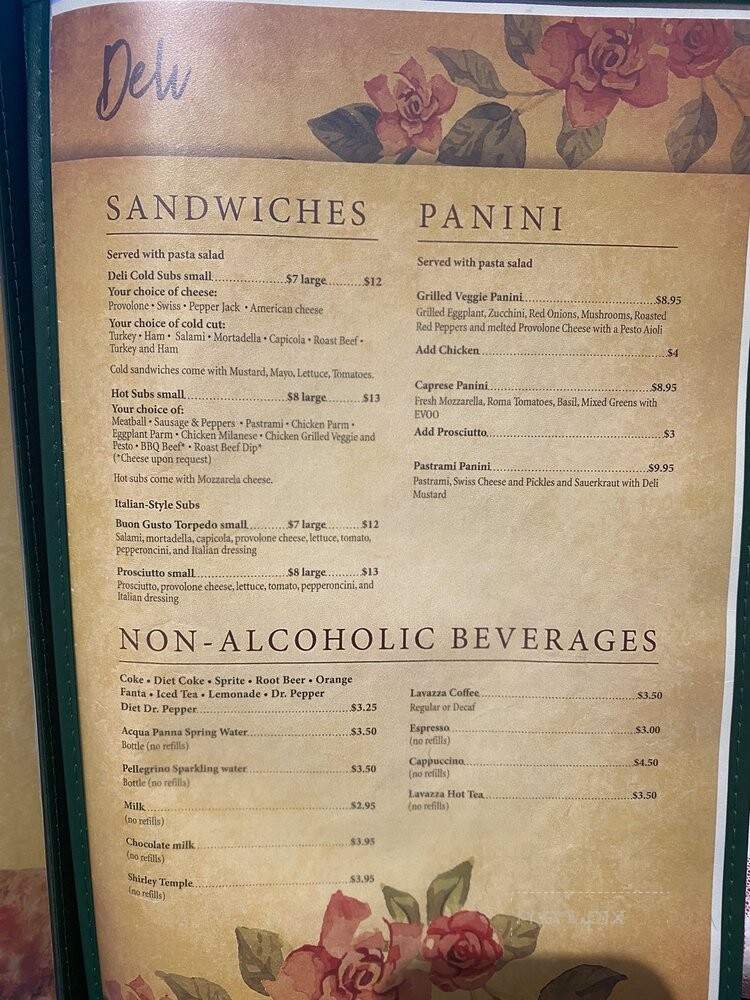 Deli
SANDWICHES
Served with pasta salad
Deli Cold Subs small.................$7 large.........$12
Your choice of cheese:
Provolone • Swiss • Pepper Jack • American cheese
Your choice of cold cut:
Turkey • Ham • Salami • Mortadella • Capicola • Roast Beef •
Turkey and Ham
Cold sandwiches come with Mustard, Mayo, Lettuce, Tomatoes.
Hot Subs small.........................$8 large.........$13
Your choice of:
Meatball • Sausage & Peppers • Pastrami • Chicken Parm •
Eggplant Parm • Chicken Milanese • Chicken Grilled Veggie and
Pesto • BBQ Beef* • Roast Beef Dip*
(*Cheese upon request)
Hot subs come with Mozzarela cheese.
Italian-Style Subs
Buon Gusto Torpedo small..........$7 large.........$12
Salami, mortadella, capicola, provolone cheese, lettuce, tomato,
pepperoncini, and Italian dressing
Prosciutto small.......................$8 large.........$13
Prosciutto, provolone cheese, lettuce, tomato, pepperoncini, and
Italian dressing
PANINI
Served with pasta salad
Grilled Veggie Panini.................................$8.95
Grilled Eggplant, Zucchini, Red Onions, Mushrooms, Roasted
Red Peppers and melted Provolone Cheese with a Pesto Aioli
Add Chicken...............................................$4
Caprese Panini.........................................$8.95
Fresh Mozzarella, Roma Tomatoes, Basil, Mixed Greens with
EVOO
Add Prosciutto............................................$3
Pastrami Panini........................................$9.95
Pastrami, Swiss Cheese and Pickles and Sauerkraut with Deli
Mustard
NON-ALCOHOLIC BEVERAGES
Coke • Diet Coke • Sprite • Root Beer • Orange
Fanta • Iced Tea • Lemonade • Dr. Pepper
Diet Dr. Pepper.....................................$3.25
Acqua Panna Spring Water.........................$3.50
Bottle (no refills)
Pellegrino Sparkling water.........................$3.50
Bottle (no refills)
Milk....................................................$2.95
(no refills)
Chocolate milk.......................................$3.95
(no refills)
Shirley Temple.......................................$3.95
(no refills)
Lavazza Coffee.......................................$3.50
Regular or Decaf
Espresso...............................................$3.00
(no refills)
Cappuccino...........................................$4.50
(no refills)
Lavazza Hot Tea.....................................$3.50
(no refills)